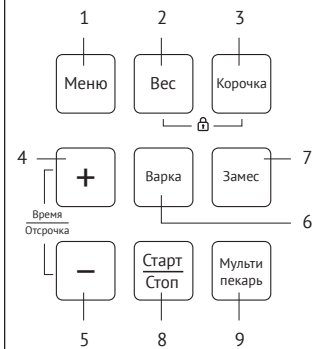 1 2 3
Меню Вес Корочка
4 + Варка Замес 7
Время
Отсрочка
6
− Старт
Стоп Мульти
пекарь
5 8 9